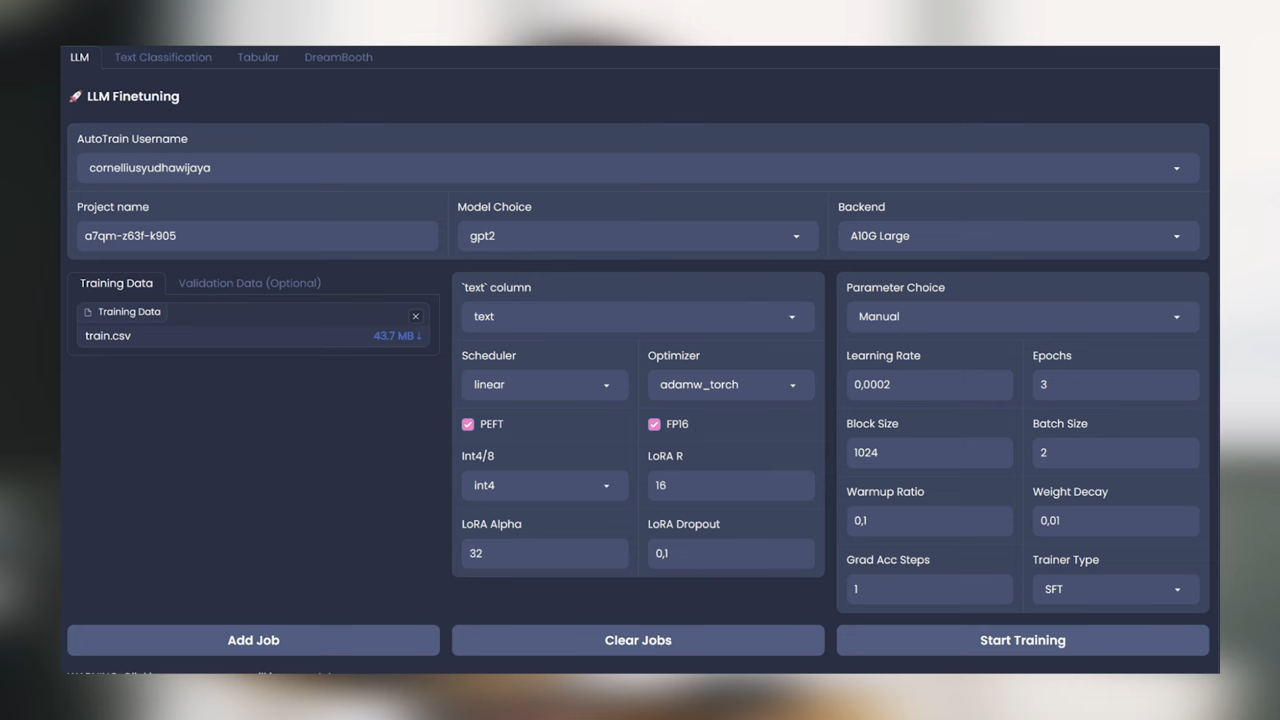 LLM Text Classification Tabular DreamBooth
🚀 LLM Finetuning
AutoTrain Username
cornelliusyudhawijaya
Project name Model Choice Backend
a7qm-z63f-k905 gpt2 A10G Large
Training Data Validation Data (Optional)
Training Data
train.csv 43.7 MB ↓
`text` column
text
Scheduler Optimizer
linear adamw_torch
PEFT FP16
Int4/8 LoRA R
int4 16
LoRA Alpha LoRA Dropout
32 0,1
Parameter Choice
Manual
Learning Rate Epochs
0,0002 3
Block Size Batch Size
1024 2
Warmup Ratio Weight Decay
0,1 0,01
Grad Acc Steps Trainer Type
1 SFT
Add Job Clear Jobs Start Training